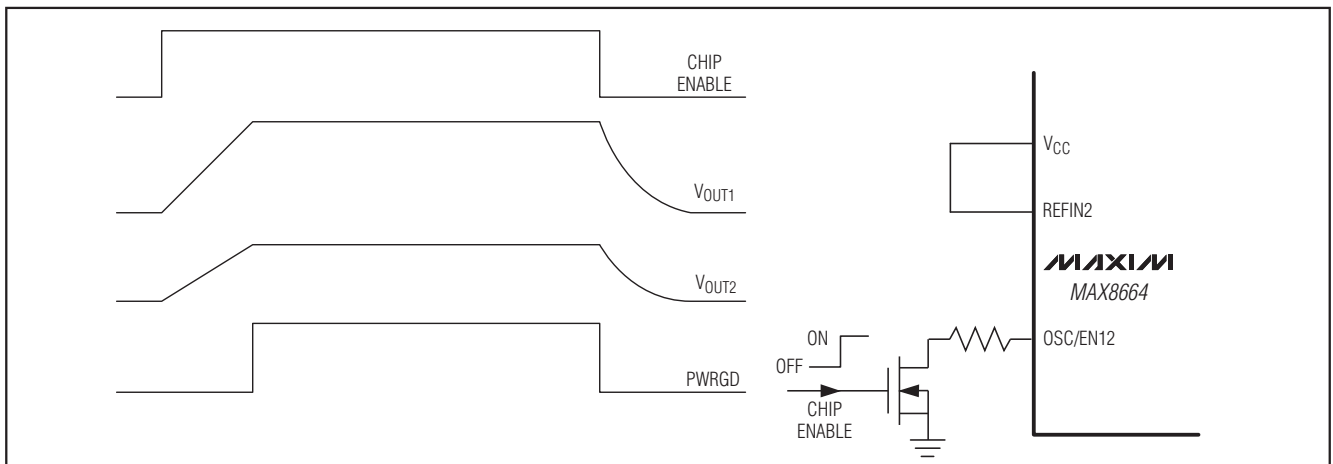 CHIP
ENABLE
VOUT1
VOUT2
PWRGD
VCC
REFIN2
MAXIM
MAX8664
OSC/EN12
ON
OFF
CHIP
ENABLE